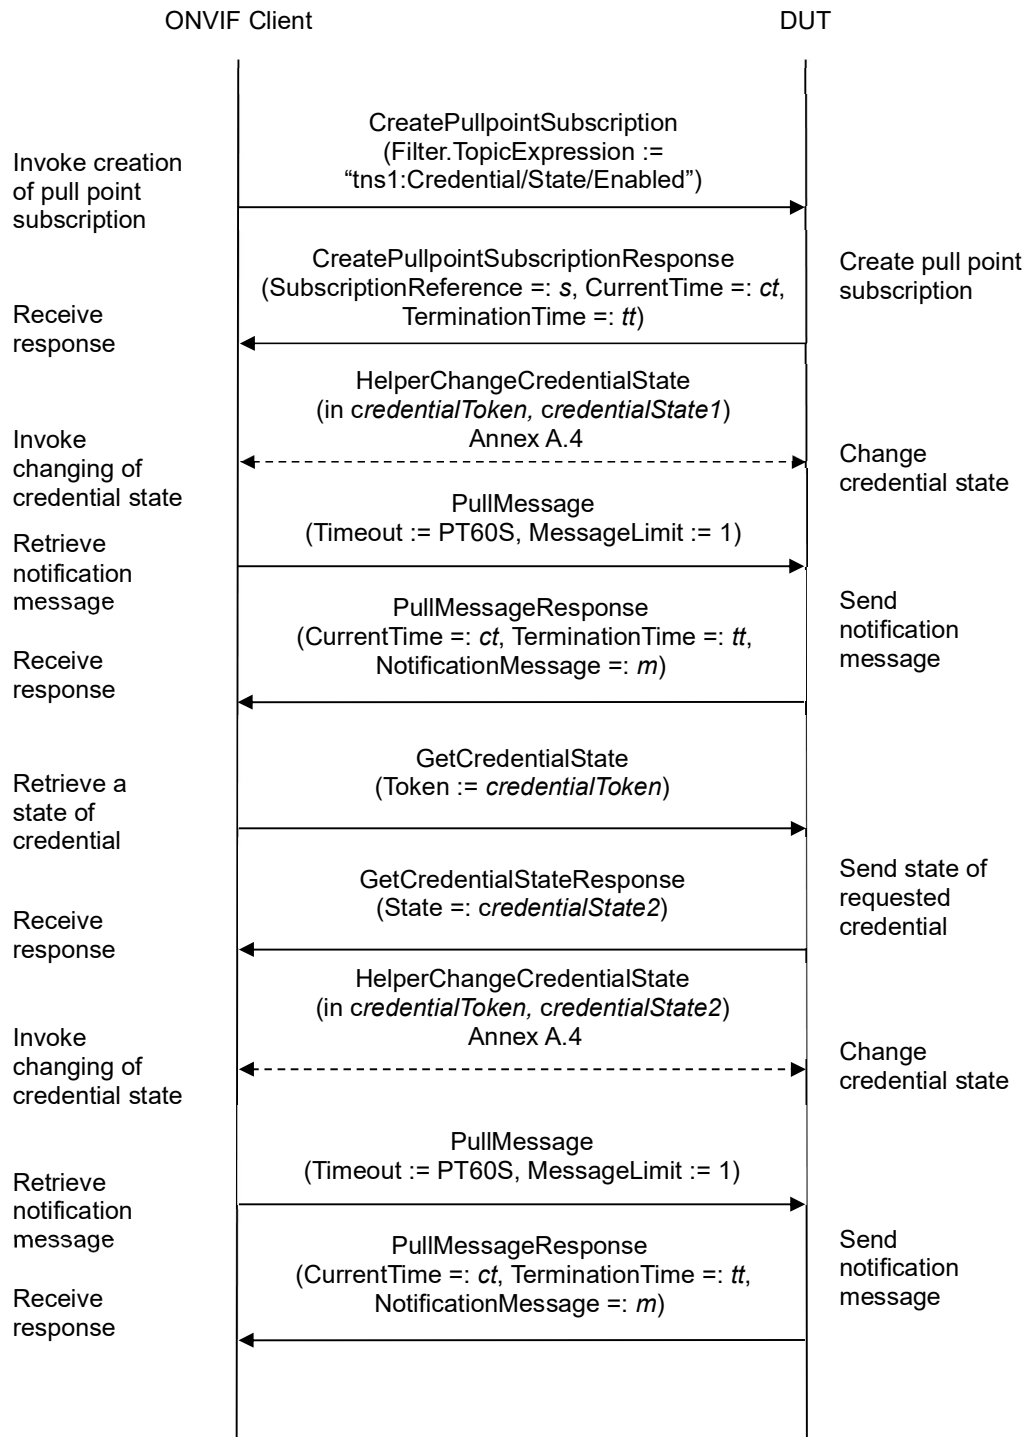 ONVIF Client
DUT
CreatePullpointSubscription
(Filter.TopicExpression :=
“tns1:Credential/State/Enabled”)
Invoke creation
of pull point
subscription
CreatePullpointSubscriptionResponse
(SubscriptionReference =: s, CurrentTime =: ct,
TerminationTime =: tt)
Create pull point
subscription
Receive
response
HelperChangeCredentialState
(in credentialToken, credentialState1)
Annex A.4
Invoke
changing of
credential state
Change
credential state
PullMessage
(Timeout := PT60S, MessageLimit := 1)
Retrieve
notification
message
PullMessageResponse
(CurrentTime =: ct, TerminationTime =: tt,
NotificationMessage =: m)
Send
notification
message
Receive
response
GetCredentialState
(Token := credentialToken)
Retrieve a
state of
credential
GetCredentialStateResponse
(State =: credentialState2)
Send state of
requested
credential
Receive
response
HelperChangeCredentialState
(in credentialToken, credentialState2)
Annex A.4
Invoke
changing of
credential state
Change
credential state
PullMessage
(Timeout := PT60S, MessageLimit := 1)
Retrieve
notification
message
PullMessageResponse
(CurrentTime =: ct, TerminationTime =: tt,
NotificationMessage =: m)
Send
notification
message
Receive
response